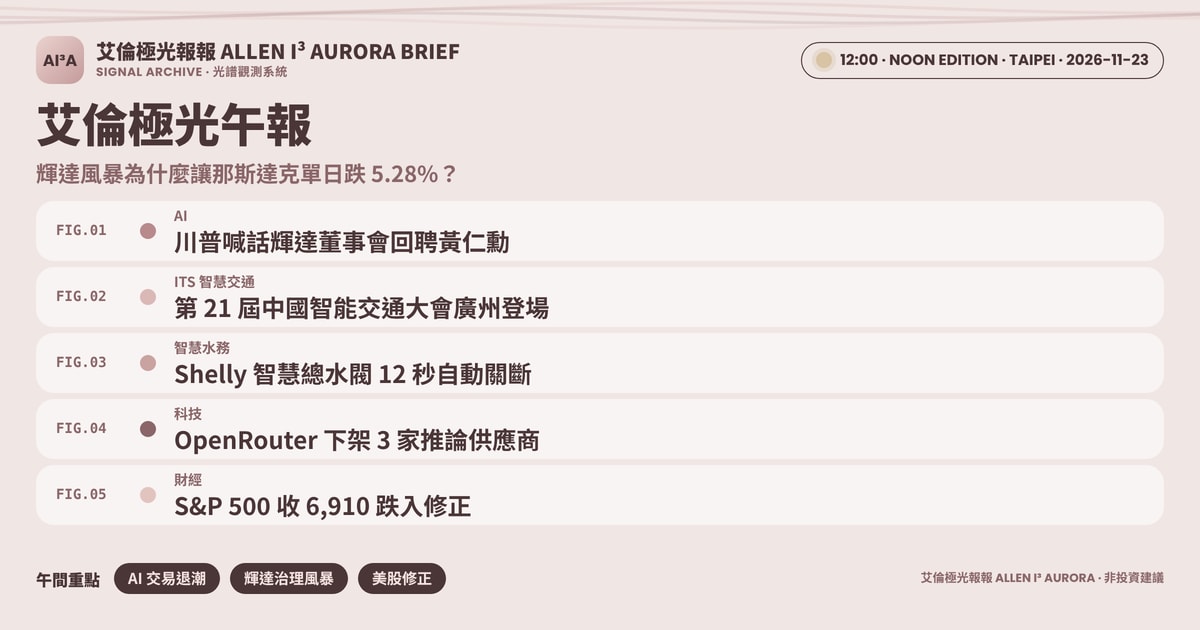 AI³A
艾倫極光報報 ALLEN I³ AURORA BRIEF
SIGNAL ARCHIVE · 光譜觀測系統
12:00 · NOON EDITION · TAIPEI · 2026-11-23
艾倫極光午報
輝達風暴為什麼讓那斯達克單日跌 5.28%？
FIG.01
AI
川普喊話輝達董事會回聘黃仁勳
FIG.02
ITS 智慧交通
第 21 屆中國智能交通大會廣州登場
FIG.03
智慧水務
Shelly 智慧總水閥 12 秒自動關斷
FIG.04
科技
OpenRouter 下架 3 家推論供應商
FIG.05
財經
S&P 500 收 6,910 跌入修正
午間重點
AI 交易退潮
輝達治理風暴
美股修正
艾倫極光報報 ALLEN I³ AURORA · 非投資建議